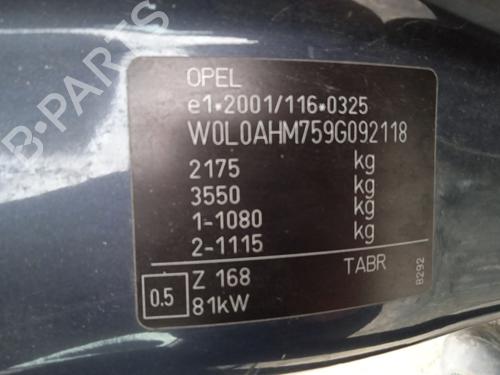 B-PARTS
OPEL
e1*2001/116*0325
W0L0AHM759G092118
2175 kg
3550 kg
1-1080 kg
2-1115 kg
0.5 Z 168 TABR
81kW
B292